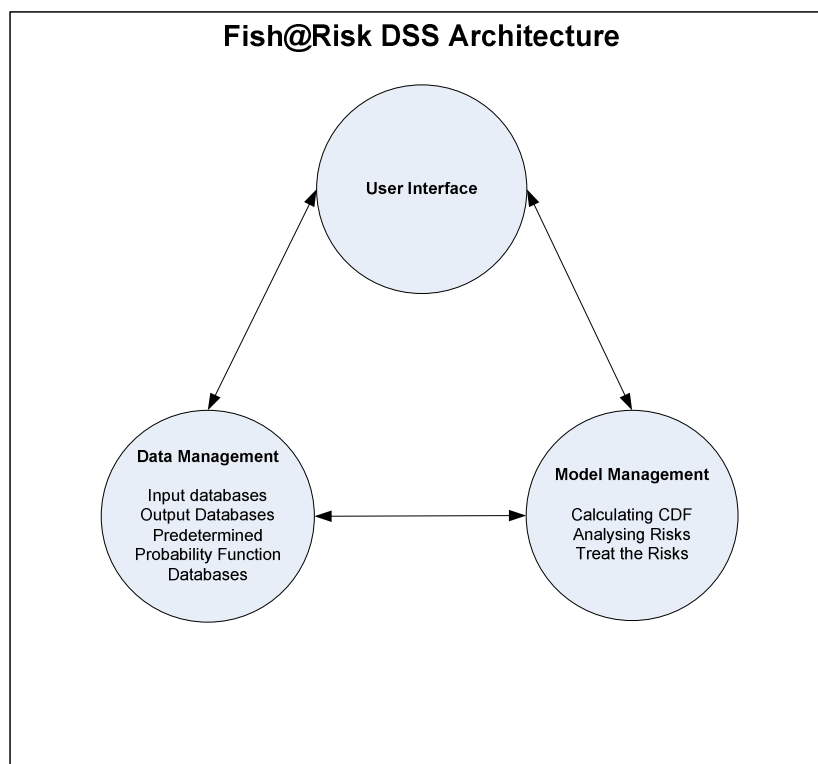 Fish@Risk DSS Architecture
User Interface
Data Management
Input databases
Output Databases
Predetermined
Probability Function
Databases
Model Management
Calculating CDF
Analysing Risks
Treat the Risks